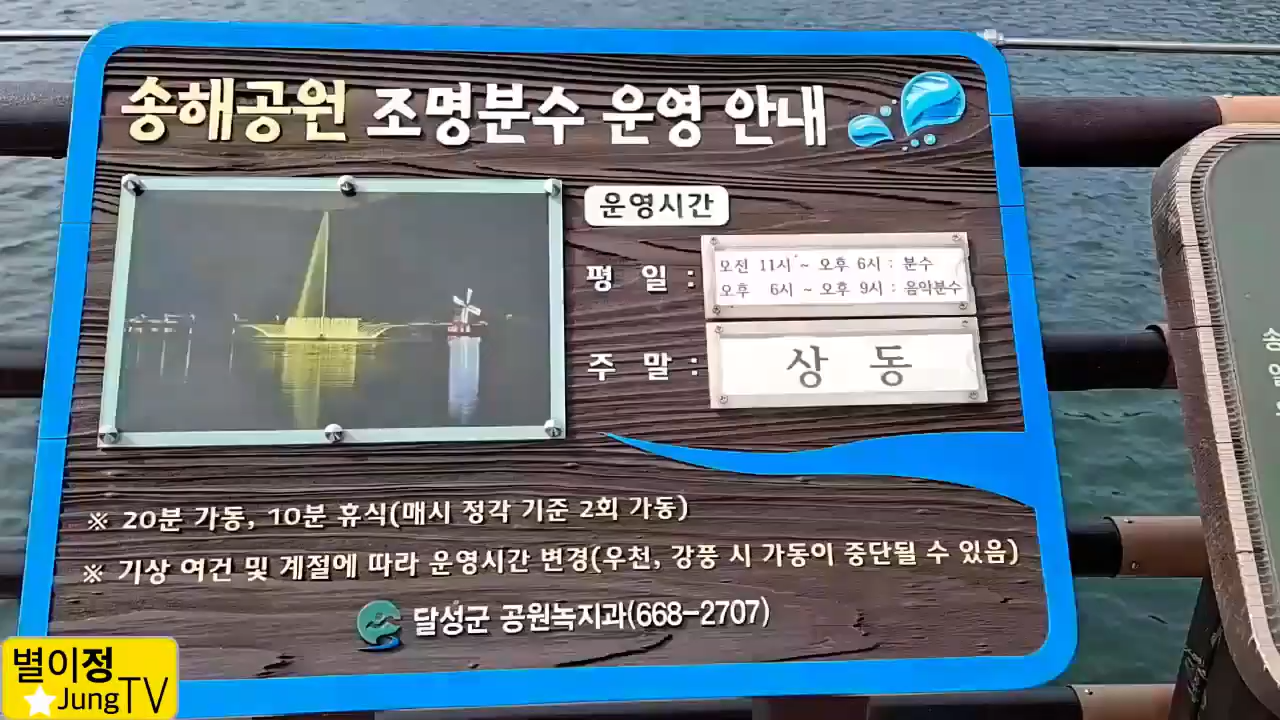 송해공원 조명분수 운영 안내
운영시간
평 일 : 오전 11시 ~ 오후 6시 : 분수
오후 6시 ~ 오후 9시 : 음악분수
주 말 : 상 동
※ 20분 가동, 10분 휴식(매시 정각 기준 2회 가동)
※ 기상 여건 및 계절에 따라 운영시간 변경(우천, 강풍 시 가동이 중단될 수 있음)
달성군 공원녹지과(668-2707)
송
별이정
JungTV